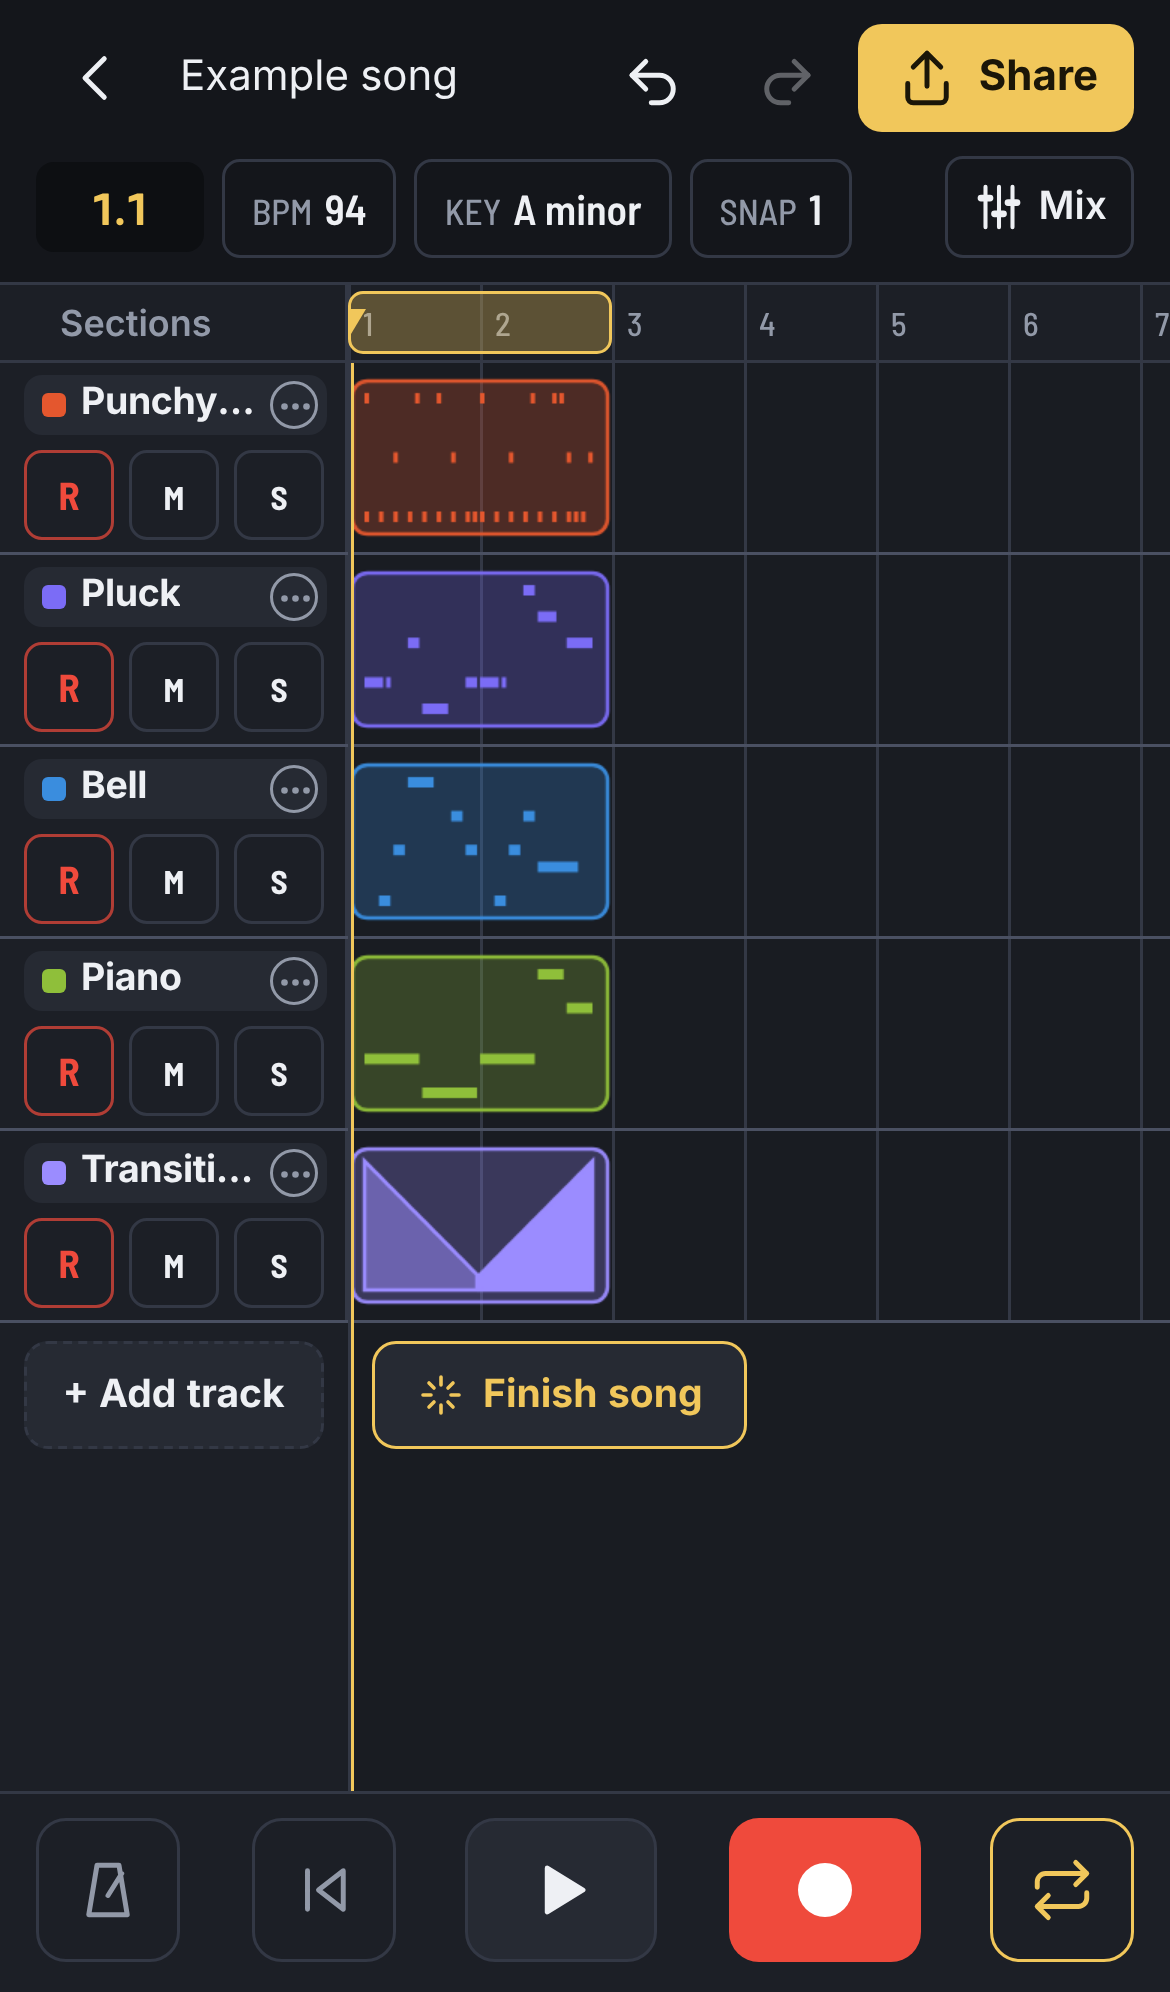 Example song
Share
1.1
BPM 94
KEY A minor
SNAP 1
Mix
Sections
1 2 3 4 5 6 7
Punchy...
R M S
Pluck
R M S
Bell
R M S
Piano
R M S
Transiti...
R M S
+ Add track
Finish song